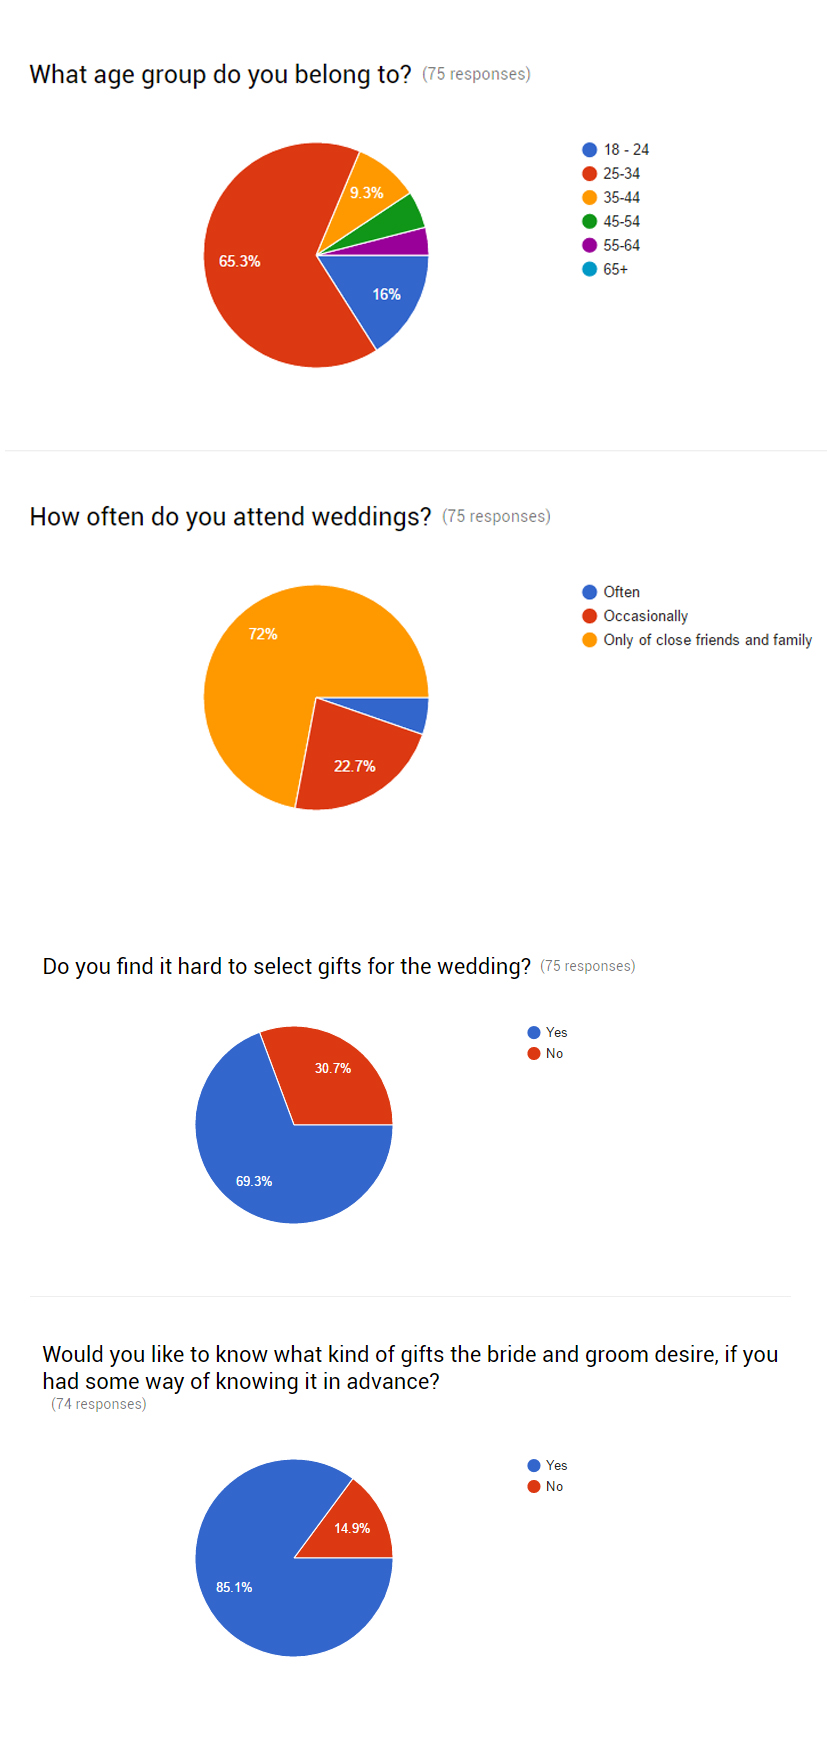 What age group do you belong to? (75 responses)
18 - 24
25-34
35-44
45-54
55-64
65+
9.3%
65.3%
16%
How often do you attend weddings? (75 responses)
Often
Occasionally
Only of close friends and family
72%
22.7%
Do you find it hard to select gifts for the wedding? (75 responses)
Yes
No
30.7%
69.3%
Would you like to know what kind of gifts the bride and groom desire, if you
had some way of knowing it in advance?
(74 responses)
Yes
No
14.9%
85.1%